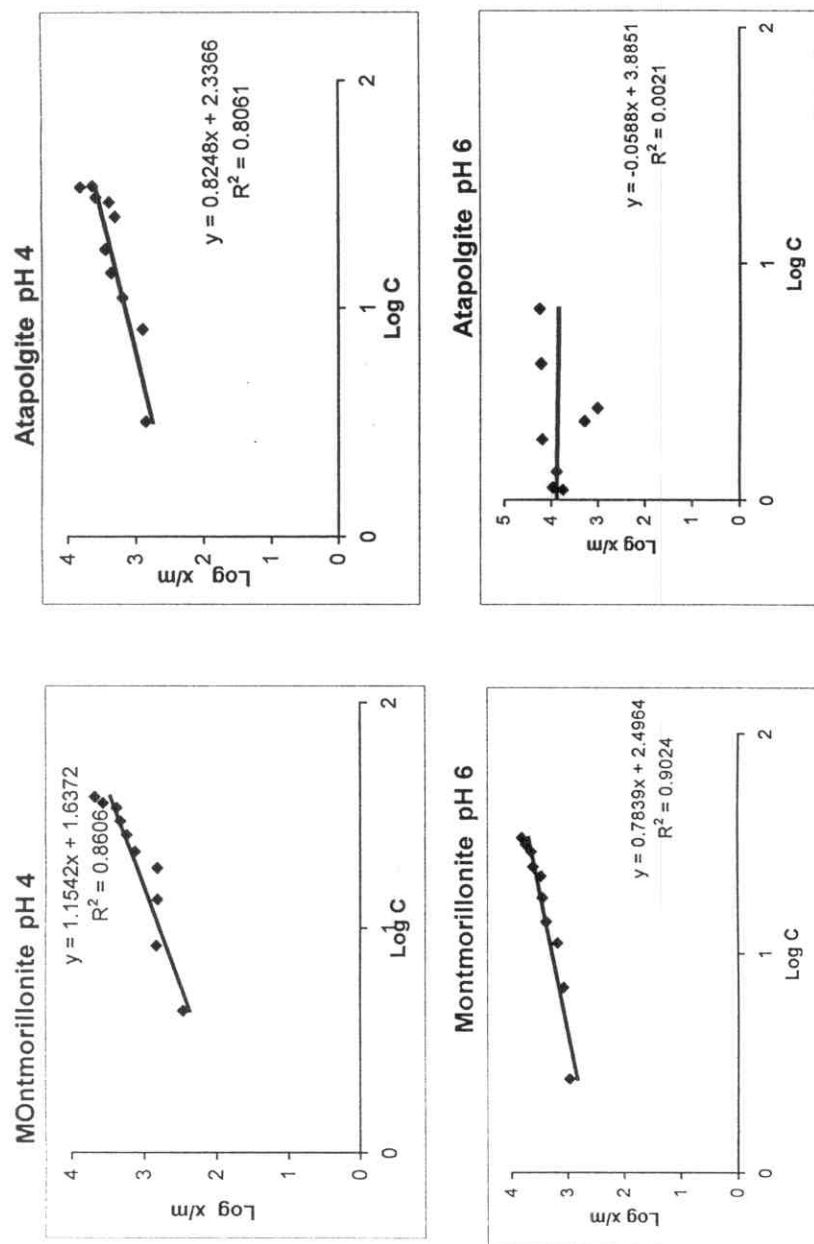 MOntmorillonite pH 4
y = 1.1542x + 1.6372
R² = 0.8606
Log x/m
4
3
2
1
0
0
1
2
Log C
Atapolgite pH 4
y = 0.8248x + 2.3366
R² = 0.8061
Log x/m
4
3
2
1
0
0
1
2
Log C
Montmorillonite pH 6
y = 0.7839x + 2.4964
R² = 0.9024
Log x/m
4
3
2
1
0
0
1
2
Log C
Atapolgite pH 6
y = -0.0588x + 3.8851
R² = 0.0021
Log x/m
5
4
3
2
1
0
0
1
2
Log C